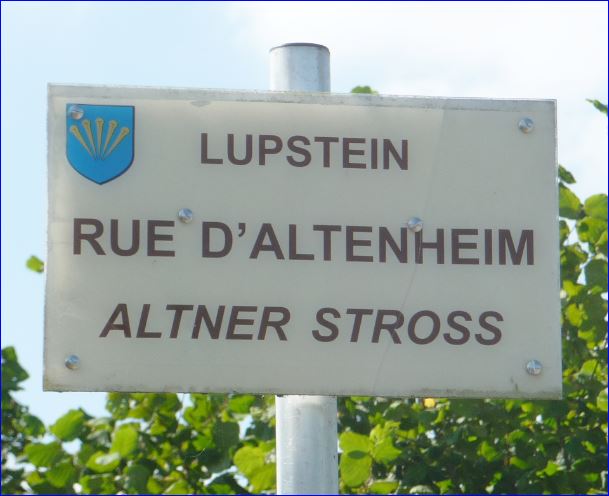 LUPSTEIN
RUE D'ALTENHEIM
ALTNER STROSS